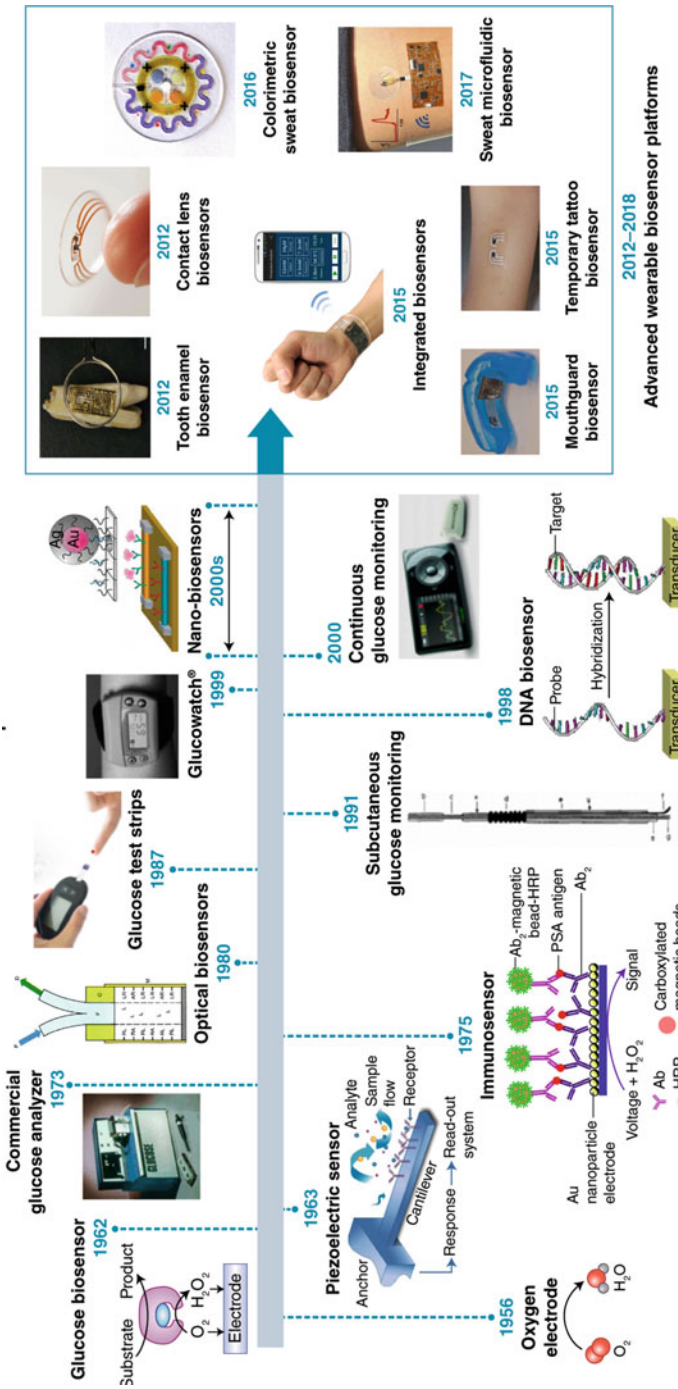 Glucose biosensor
1962
Substrate
Product
O2
H2O2
Electrode
Commercial
glucose analyzer
1973
GLUCOSE
Optical biosensors
1980
Glucose test strips
1987
Glucowatch®
1999
Nano-biosensors
2000s
Ag
Au
1956
Oxygen
electrode
O2
H2O
1963
Piezoelectric sensor
Anchor
Analyte
Sample
flow
Receptor
Cantilever
Response
Read-out
system
1975
Immunosensor
Ab2-magnetic
bead-HRP
PSA antigen
Ab2
Au
nanoparticle
electrode
Voltage + H2O2
Signal
Ab
HRP
Carboxylated
magnetic beads
1991
Subcutaneous
glucose monitoring
1998
DNA biosensor
Probe
Hybridization
Target
Transducer
Transducer
2000
Continuous
glucose monitoring
2012
Tooth enamel
biosensor
2012
Contact lens
biosensors
2016
Colorimetric
sweat biosensor
2015
Integrated biosensors
2017
Sweat microfluidic
biosensor
2015
Mouthguard
biosensor
2015
Temporary tattoo
biosensor
2012–2018
Advanced wearable biosensor platforms